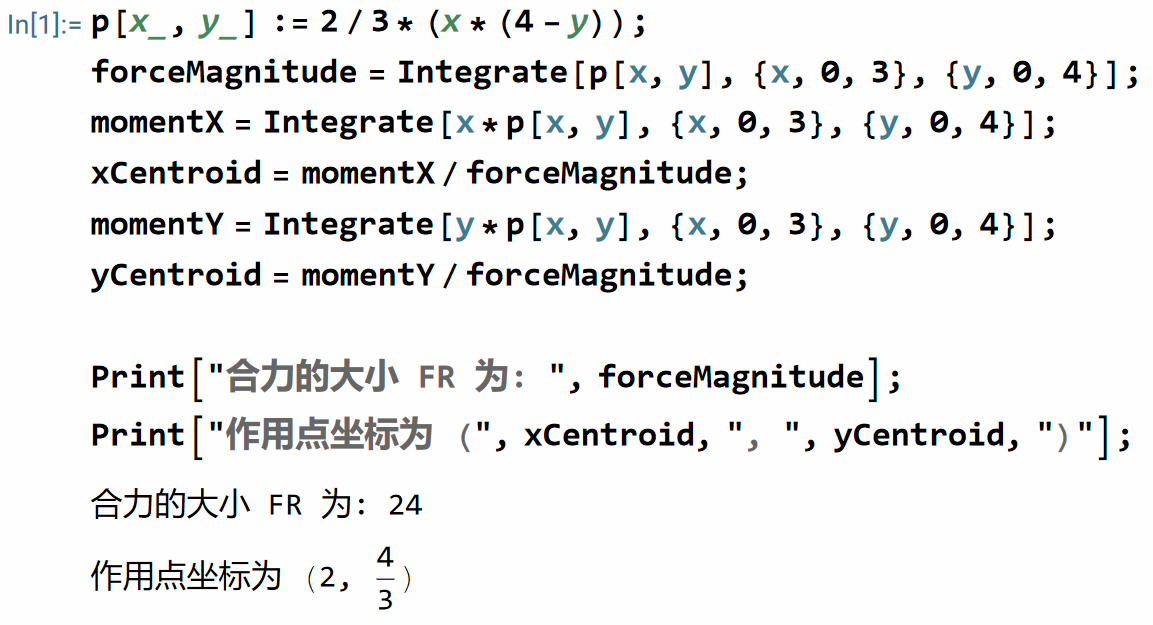 In[1]:= p[x_, y_] := 2 / 3 * (x * (4 - y));
forceMagnitude = Integrate[p[x, y], {x, 0, 3}, {y, 0, 4}];
momentX = Integrate[x * p[x, y], {x, 0, 3}, {y, 0, 4}];
xCentroid = momentX / forceMagnitude;
momentY = Integrate[y * p[x, y], {x, 0, 3}, {y, 0, 4}];
yCentroid = momentY / forceMagnitude;
Print["合力的大小 FR 为: ", forceMagnitude];
Print["作用点坐标为 (", xCentroid, ", ", yCentroid, ")"];
合力的大小 FR 为: 24
作用点坐标为 (2, 4/3)